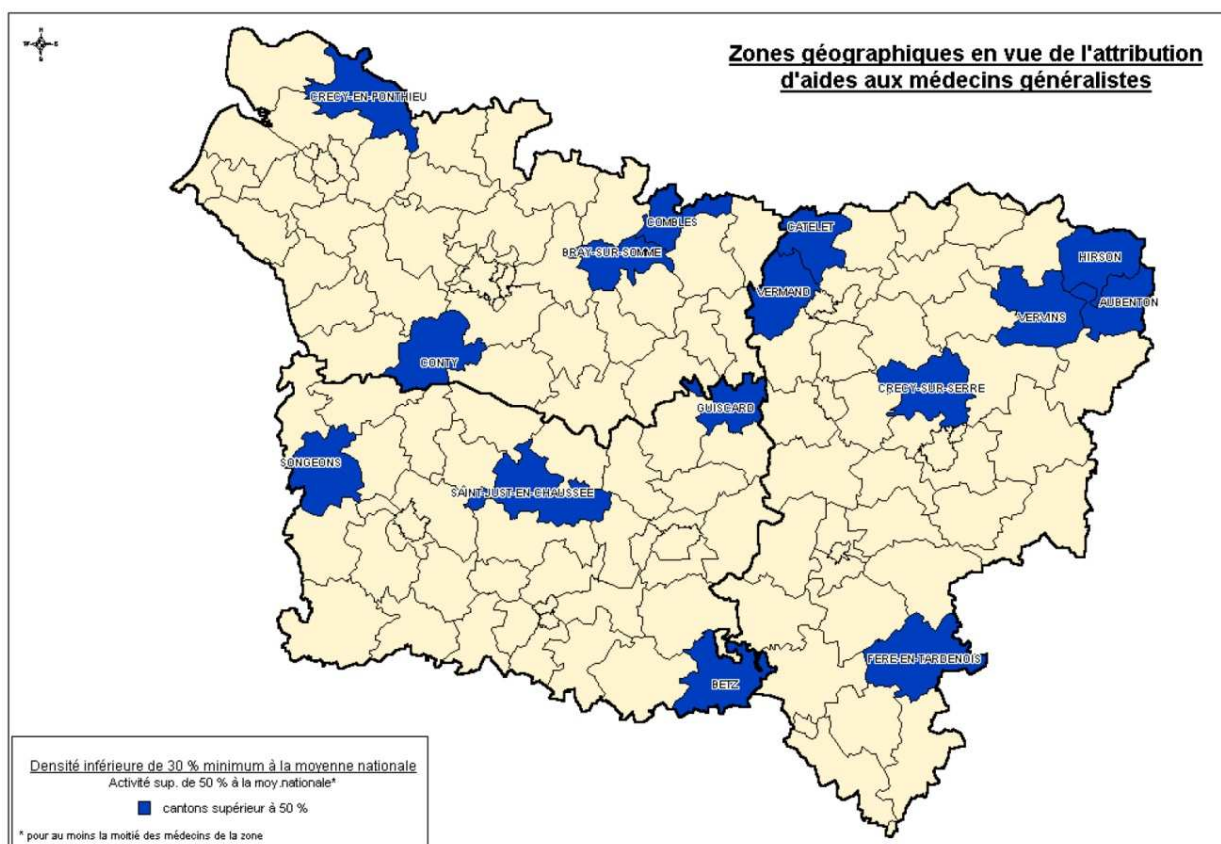 N
W E
S
Zones géographiques en vue de l'attribution
d'aides aux médecins généralistes
CRECY-EN-PONTHIEU
COMBLES
CATELET
BRAY-SUR-SOMME
HIRSON
VERMAND
AUBENTON
VERVINS
CONTY
CRECY-SUR-SERRE
GUISCARD
SONGEONS
SAINT-JUST-EN-CHAUSSEE
FERE-EN-TARDENOIS
BETZ
Densité inférieure de 30 % minimum à la moyenne nationale
Activité sup. de 50 % à la moy.nationale*
cantons supérieur à 50 %
* pour au moins la moitié des médecins de la zone